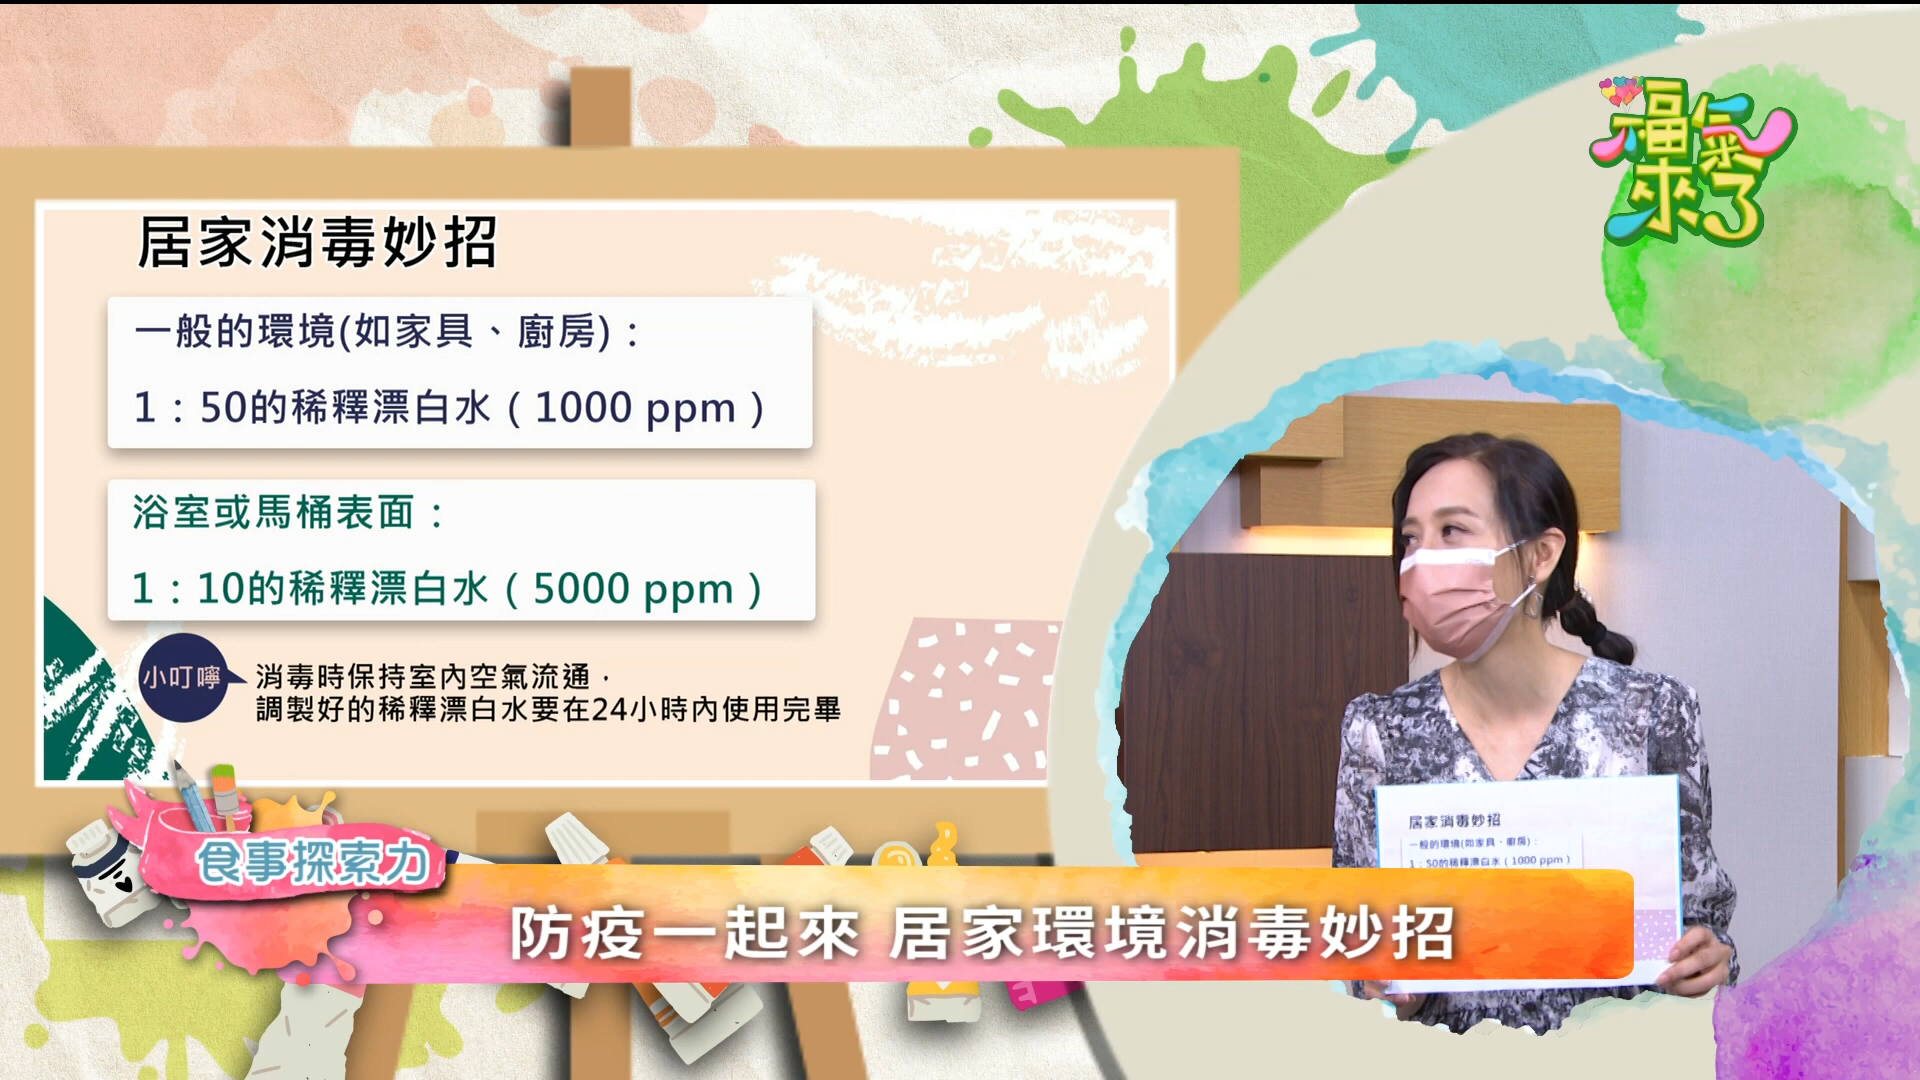 福氣來了
居家消毒妙招
一般的環境(如家具、廚房)：
1：50的稀釋漂白水（1000 ppm）
浴室或馬桶表面：
1：10的稀釋漂白水（5000 ppm）
小叮嚀
消毒時保持室內空氣流通，
調製好的稀釋漂白水要在24小時內使用完畢
居家消毒妙招
一般的環境(如家具、廚房)：
1：50的稀釋漂白水（1000 ppm）
食事探索力
防疫一起來 居家環境消毒妙招